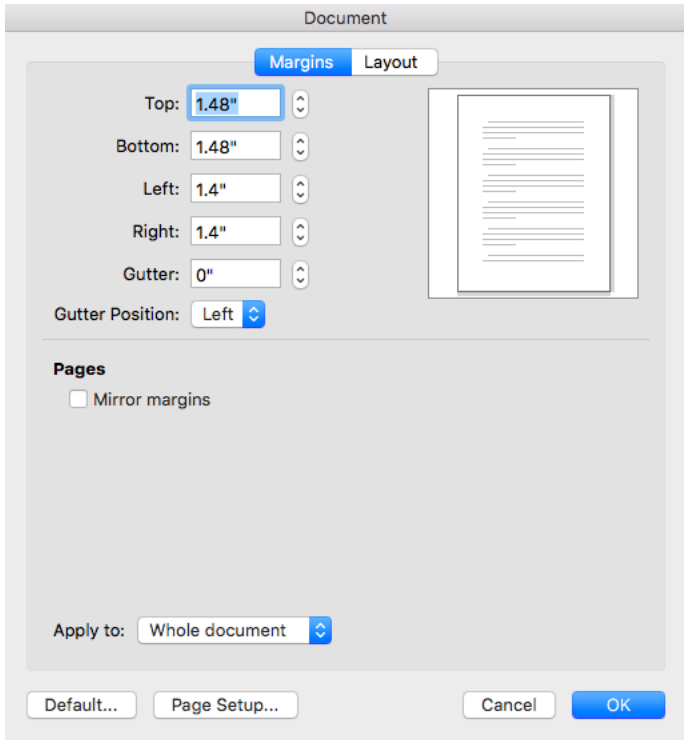 Document
Margins Layout
Top: 1.48"
Bottom: 1.48"
Left: 1.4"
Right: 1.4"
Gutter: 0"
Gutter Position: Left
Pages
Mirror margins
Apply to: Whole document
Default... Page Setup... Cancel OK